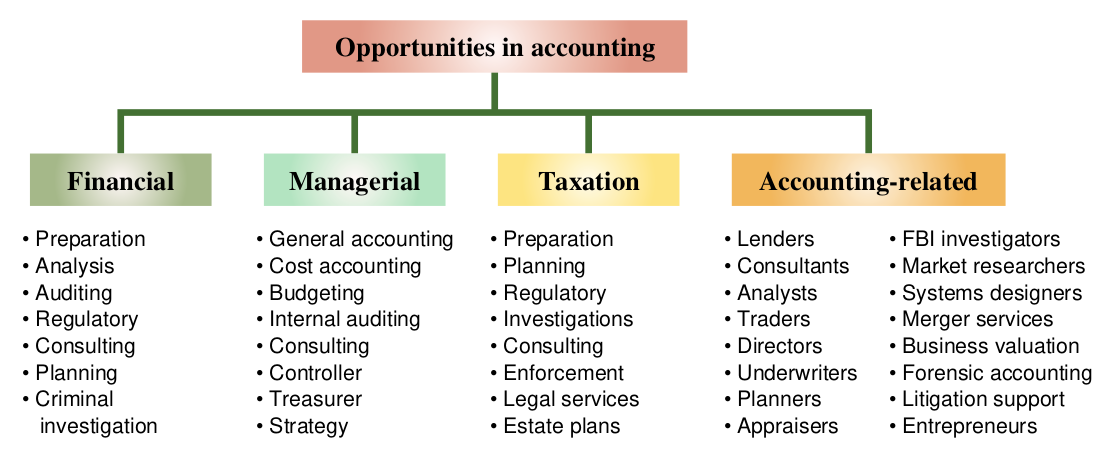 Opportunities in accounting
Financial
• Preparation
• Analysis
• Auditing
• Regulatory
• Consulting
• Planning
• Criminal
investigation
Managerial
• General accounting
• Cost accounting
• Budgeting
• Internal auditing
• Consulting
• Controller
• Treasurer
• Strategy
Taxation
• Preparation
• Planning
• Regulatory
• Investigations
• Consulting
• Enforcement
• Legal services
• Estate plans
Accounting-related
• Lenders
• Consultants
• Analysts
• Traders
• Directors
• Underwriters
• Planners
• Appraisers
• FBI investigators
• Market researchers
• Systems designers
• Merger services
• Business valuation
• Forensic accounting
• Litigation support
• Entrepreneurs